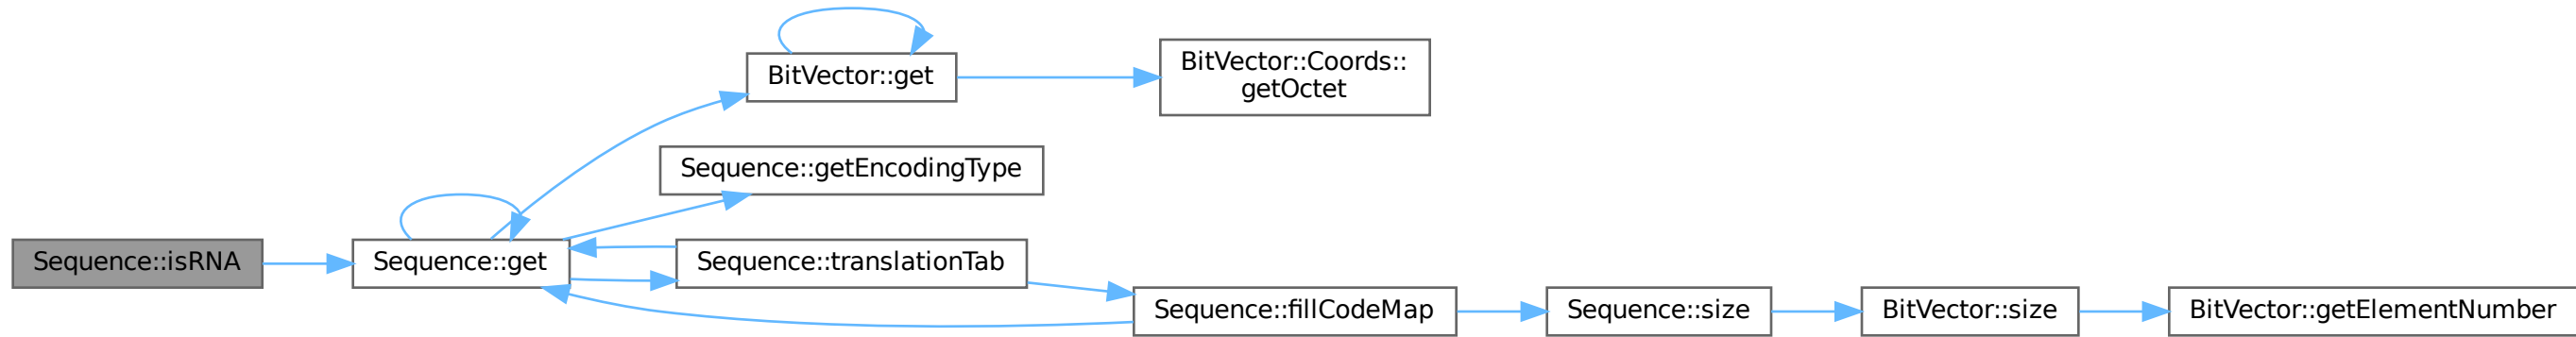 BitVector::get
BitVector::Coords::
getOctet
Sequence::getEncodingType
Sequence::isRNA
Sequence::get
Sequence::translationTab
Sequence::fillCodeMap
Sequence::size
BitVector::size
BitVector::getElementNumber